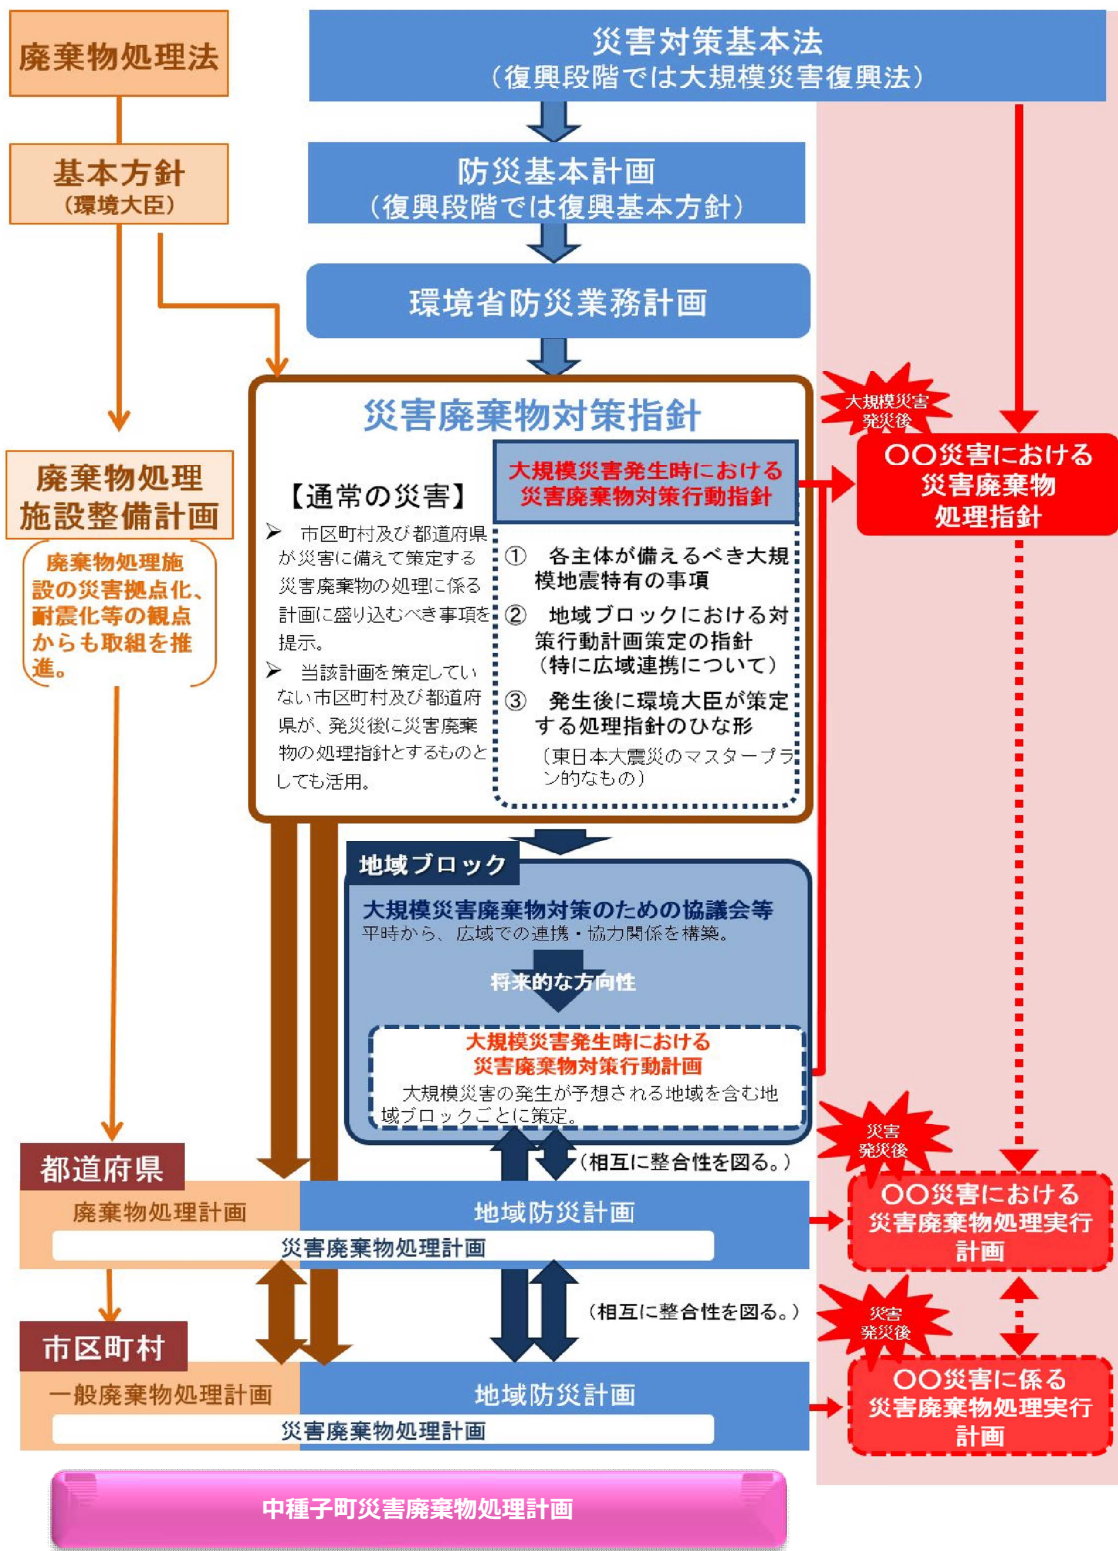 廃棄物処理法
災害対策基本法
（復興段階では大規模災害復興法）
基本方針
（環境大臣）
防災基本計画
（復興段階では復興基本方針）
環境省防災業務計画
災害廃棄物対策指針
【通常の災害】
➢ 市区町村及び都道府県
が災害に備えて策定する
災害廃棄物の処理に係る
計画に盛り込むべき事項を
提示。
➢ 当該計画を策定してい
ない市区町村及び都道府
県が、発災後に災害廃棄
物の処理指針とするものと
しても活用。
大規模災害発生時における
災害廃棄物対策行動指針
① 各主体が備えるべき大規
模地震特有の事項
② 地域ブロックにおける対
策行動計画策定の指針
（特に広域連携について）
③ 発生後に環境大臣が策定
する処理指針のひな形
（東日本大震災のマスタープラ
ン的なもの）
大規模災害
発災後
〇〇災害における
災害廃棄物
処理指針
廃棄物処理
施設整備計画
廃棄物処理施
設の災害拠点化、
耐震化等の観点
からも取組を推
進。
地域ブロック
大規模災害廃棄物対策のための協議会等
平時から、広域での連携・協力関係を構築。
将来的な方向性
大規模災害発生時における
災害廃棄物対策行動計画
大規模災害の発生が予想される地域を含む地
域ブロックごとに策定。
（相互に整合性を図る。）
都道府県
廃棄物処理計画
地域防災計画
災害廃棄物処理計画
災害
発災後
〇〇災害における
災害廃棄物処理実行
計画
（相互に整合性を図る。）
市区町村
一般廃棄物処理計画
地域防災計画
災害廃棄物処理計画
災害
発災後
〇〇災害に係る
災害廃棄物処理実行
計画
中種子町災害廃棄物処理計画